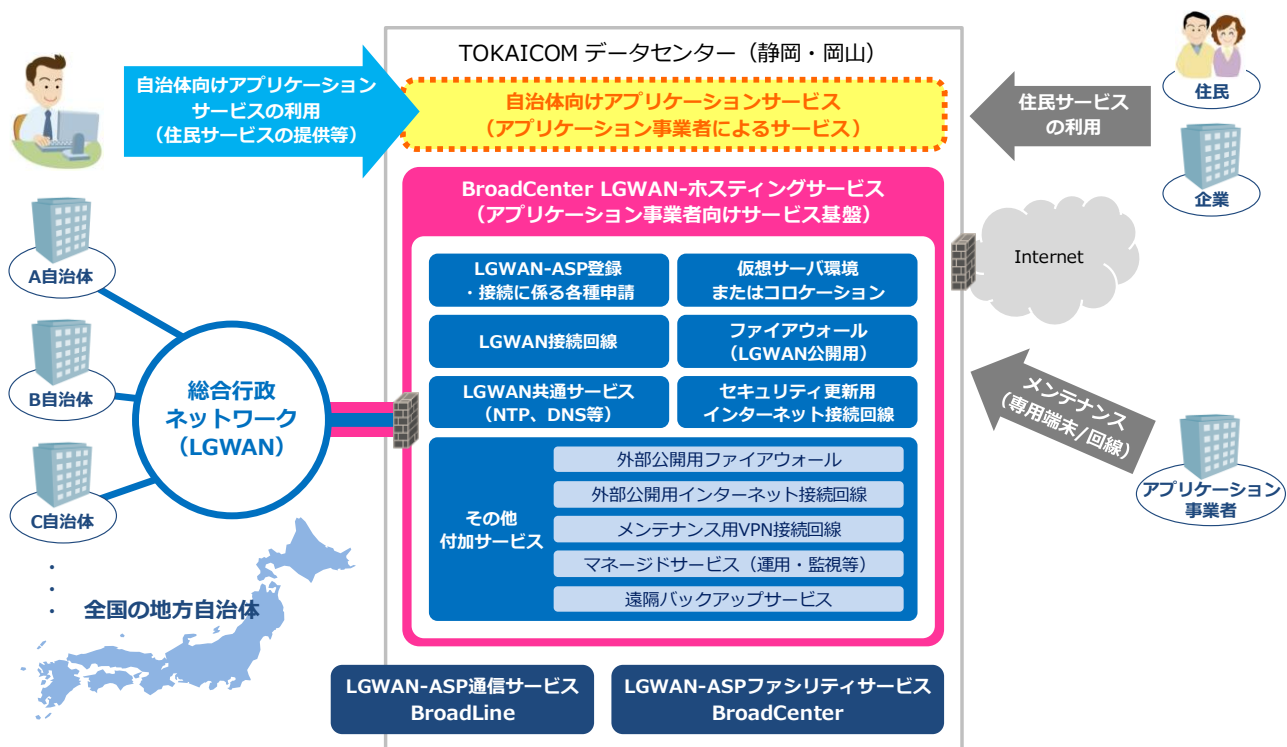 TOKAICOM データセンター（静岡・岡山）
自治体向けアプリケーション
サービスの利用
（住民サービスの提供等）
自治体向けアプリケーションサービス
（アプリケーション事業者によるサービス）
住民サービス
の利用
住民
企業
BroadCenter LGWAN-ホスティングサービス
（アプリケーション事業者向けサービス基盤）
LGWAN-ASP登録
・接続に係る各種申請
仮想サーバ環境
またはコロケーション
LGWAN接続回線
ファイアウォール
（LGWAN公開用）
LGWAN共通サービス
（NTP、DNS等）
セキュリティ更新用
インターネット接続回線
その他
付加サービス
外部公開用ファイアウォール
外部公開用インターネット接続回線
メンテナンス用VPN接続回線
マネージドサービス（運用・監視等）
遠隔バックアップサービス
A自治体
B自治体
C自治体
・
・
・
総合行政
ネットワーク
（LGWAN）
全国の地方自治体
Internet
メンテナンス
（専用端末/回線）
アプリケーション
事業者
LGWAN-ASP通信サービス
BroadLine
LGWAN-ASPファシリティサービス
BroadCenter